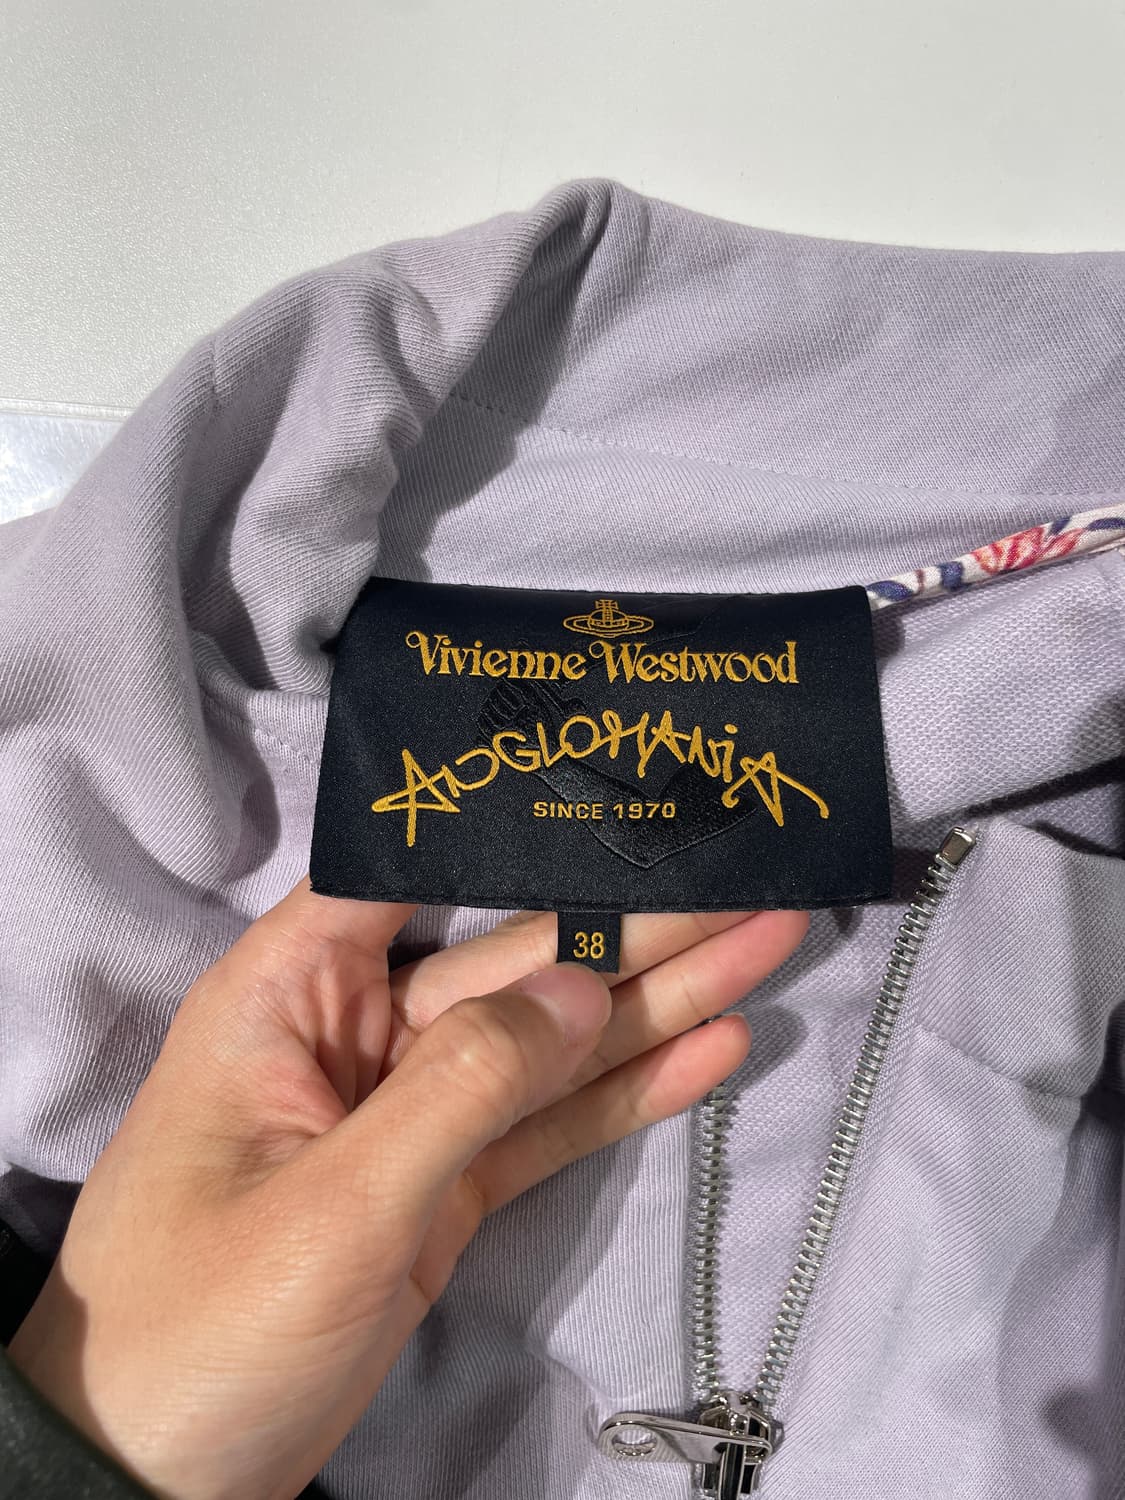 Vivienne Westwood
ANGLOMANiA
SINCE 1970
38